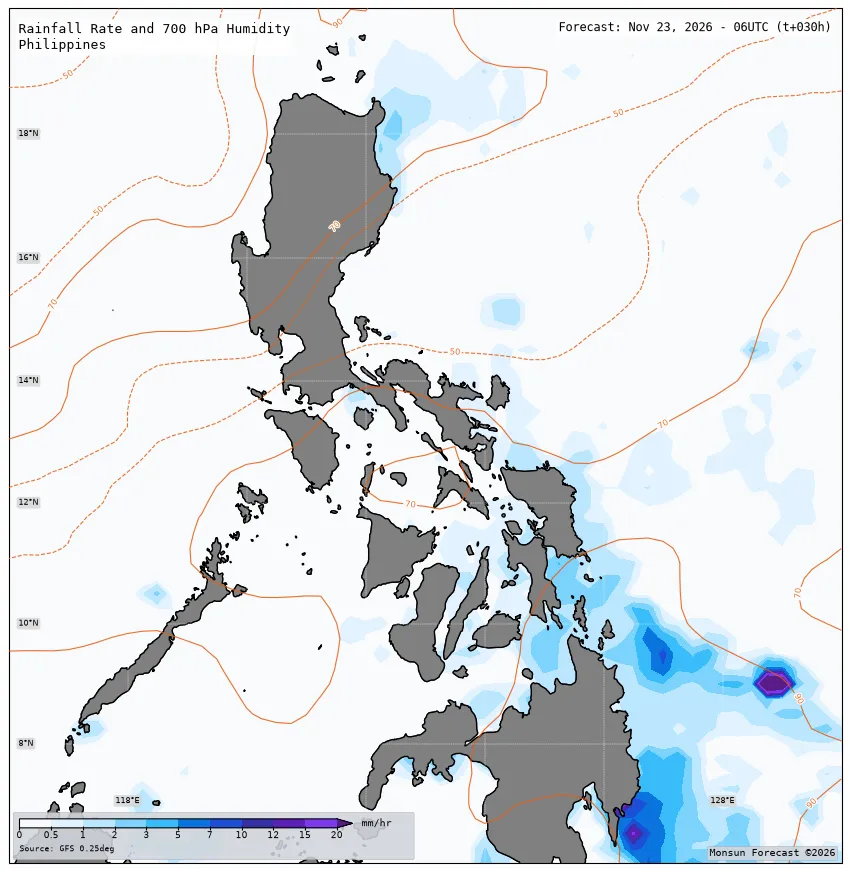 Rainfall Rate and 700 hPa Humidity
Philippines
Forecast: Nov 23, 2026 - 06UTC (t+030h)
90
50
50
18°N
50
70
16°N
70
50
14°N
70
12°N
70
70
10°N
90
8°N
118°E
128°E
90
0 0.5 1 2 3 5 7 10 12 15 20 mm/hr
Source: GFS 0.25deg
Monsun Forecast ©2026